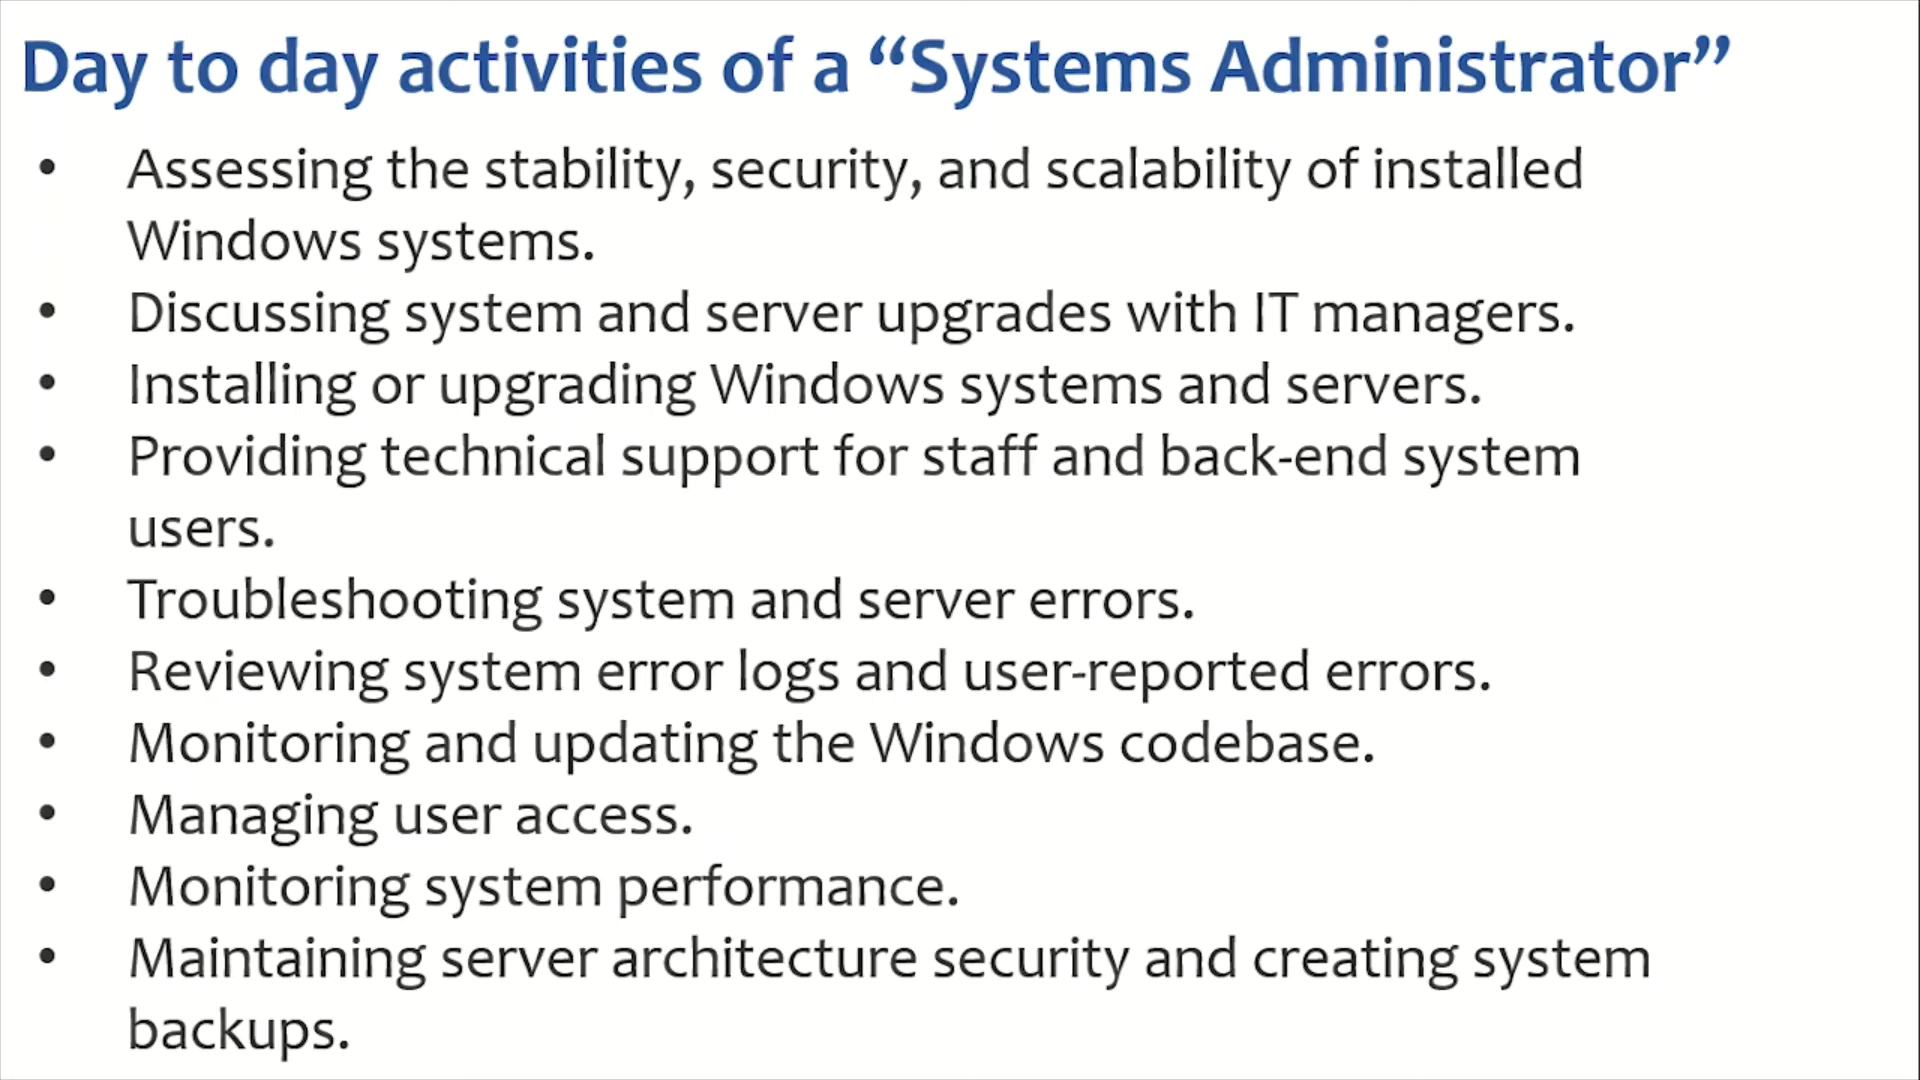 Day to day activities of a “Systems Administrator”
• Assessing the stability, security, and scalability of installed
Windows systems.
• Discussing system and server upgrades with IT managers.
• Installing or upgrading Windows systems and servers.
• Providing technical support for staff and back-end system
users.
• Troubleshooting system and server errors.
• Reviewing system error logs and user-reported errors.
• Monitoring and updating the Windows codebase.
• Managing user access.
• Monitoring system performance.
• Maintaining server architecture security and creating system
backups.